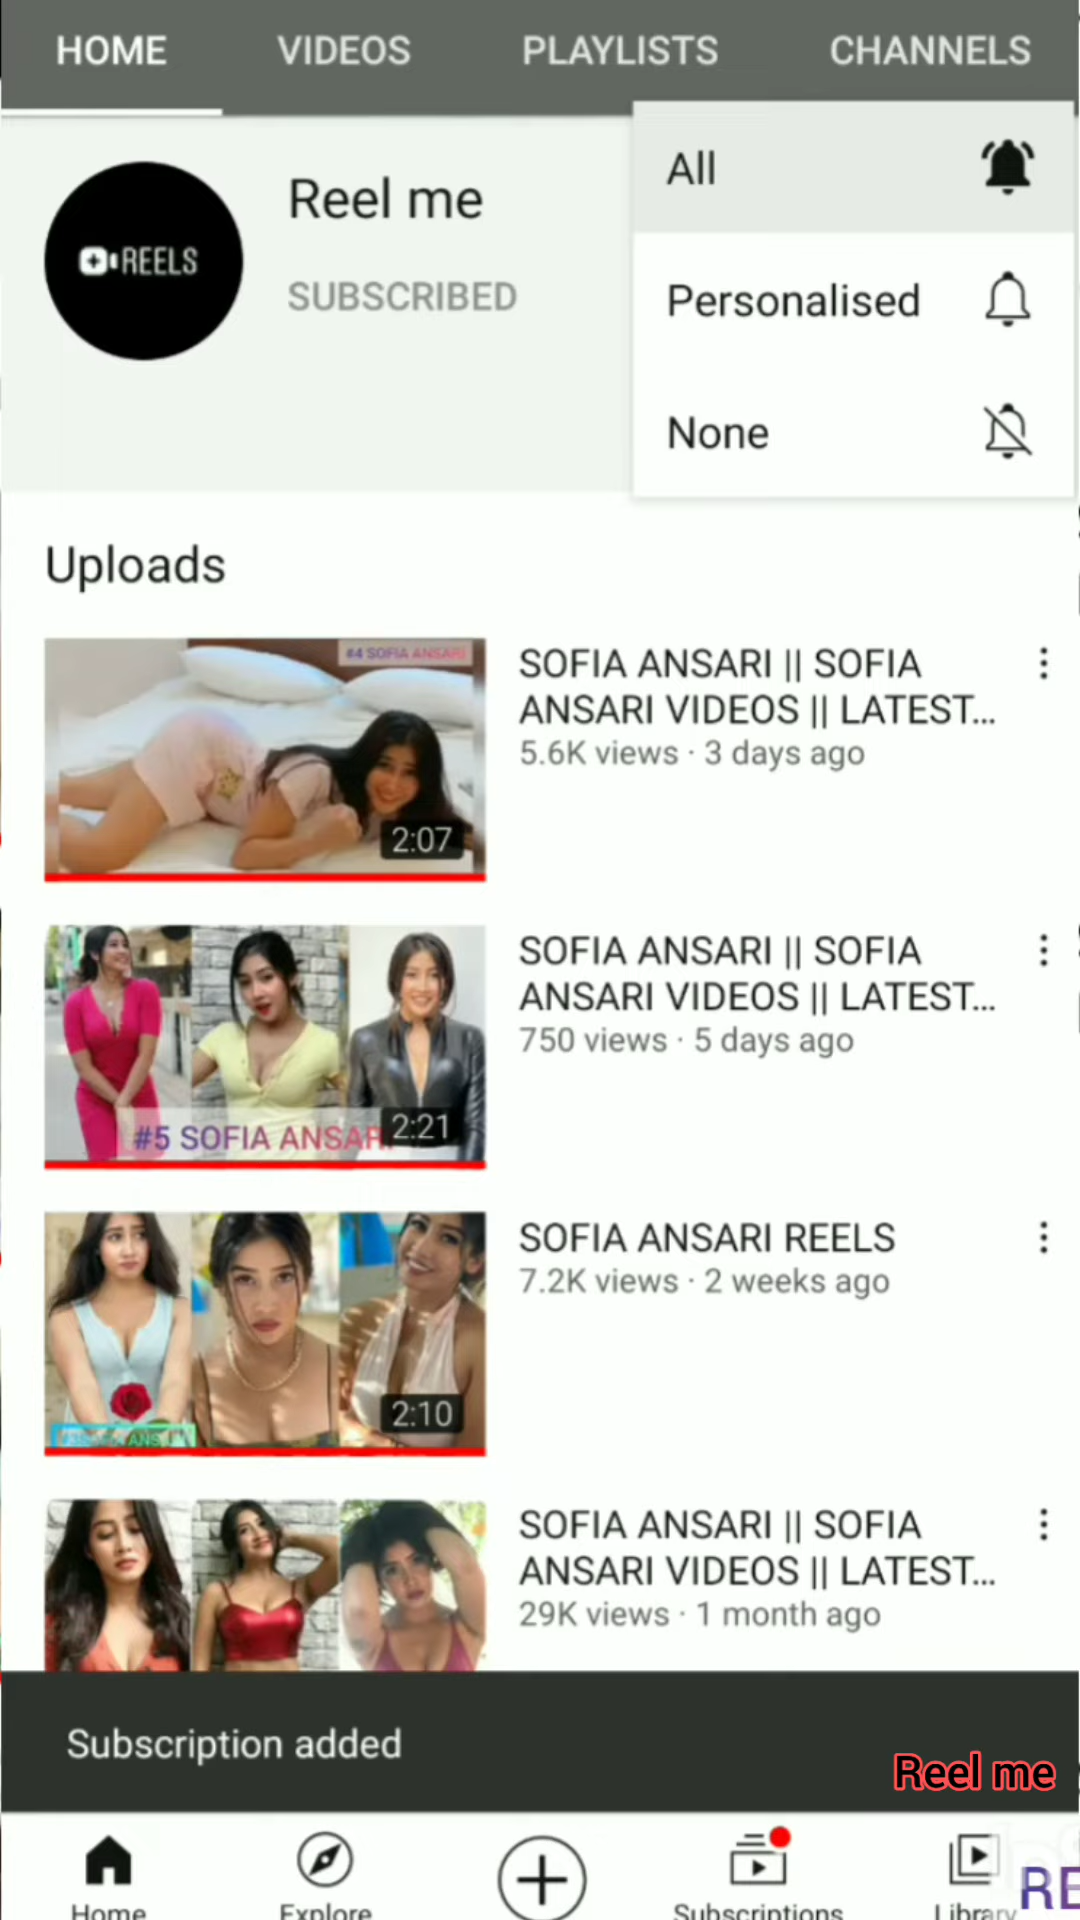 HOME VIDEOS PLAYLISTS CHANNELS
All
Reel me
REELS
SUBSCRIBED
Personalised
None
Uploads
#4 SOFIA ANSARI
2:07
SOFIA ANSARI || SOFIA
ANSARI VIDEOS || LATEST...
5.6K views · 3 days ago
#5 SOFIA ANSAR
2:21
SOFIA ANSARI || SOFIA
ANSARI VIDEOS || LATEST...
750 views · 5 days ago
2:10
SOFIA ANSARI REELS
7.2K views · 2 weeks ago
SOFIA ANSARI || SOFIA
ANSARI VIDEOS || LATEST...
29K views · 1 month ago
Subscription added
Reel me
Home Explore Subscriptions Library
RE